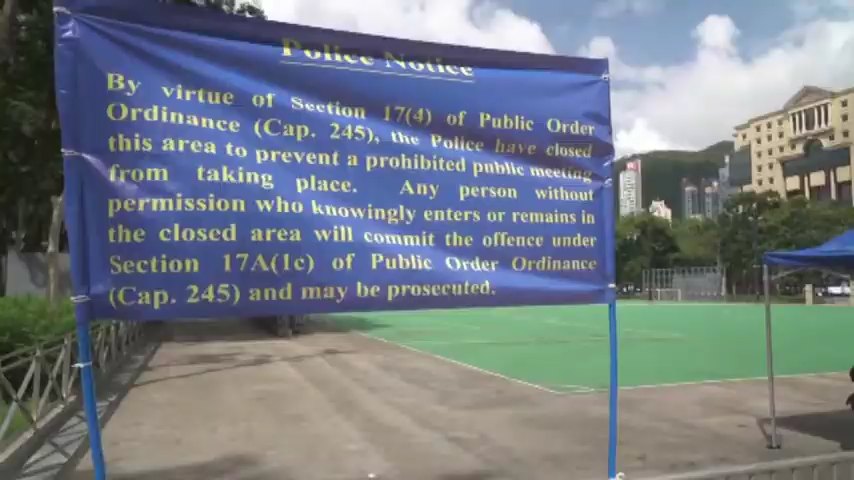 Police Notice
By virtue of Section 17(4) of Public Order
Ordinance (Cap. 245), the Police have closed
this area to prevent a prohibited public meeting
from taking place. Any person without
permission who knowingly enters or remains in
the closed area will commit the offence under
Section 17A(1c) of Public Order Ordinance
(Cap. 245) and may be prosecuted.